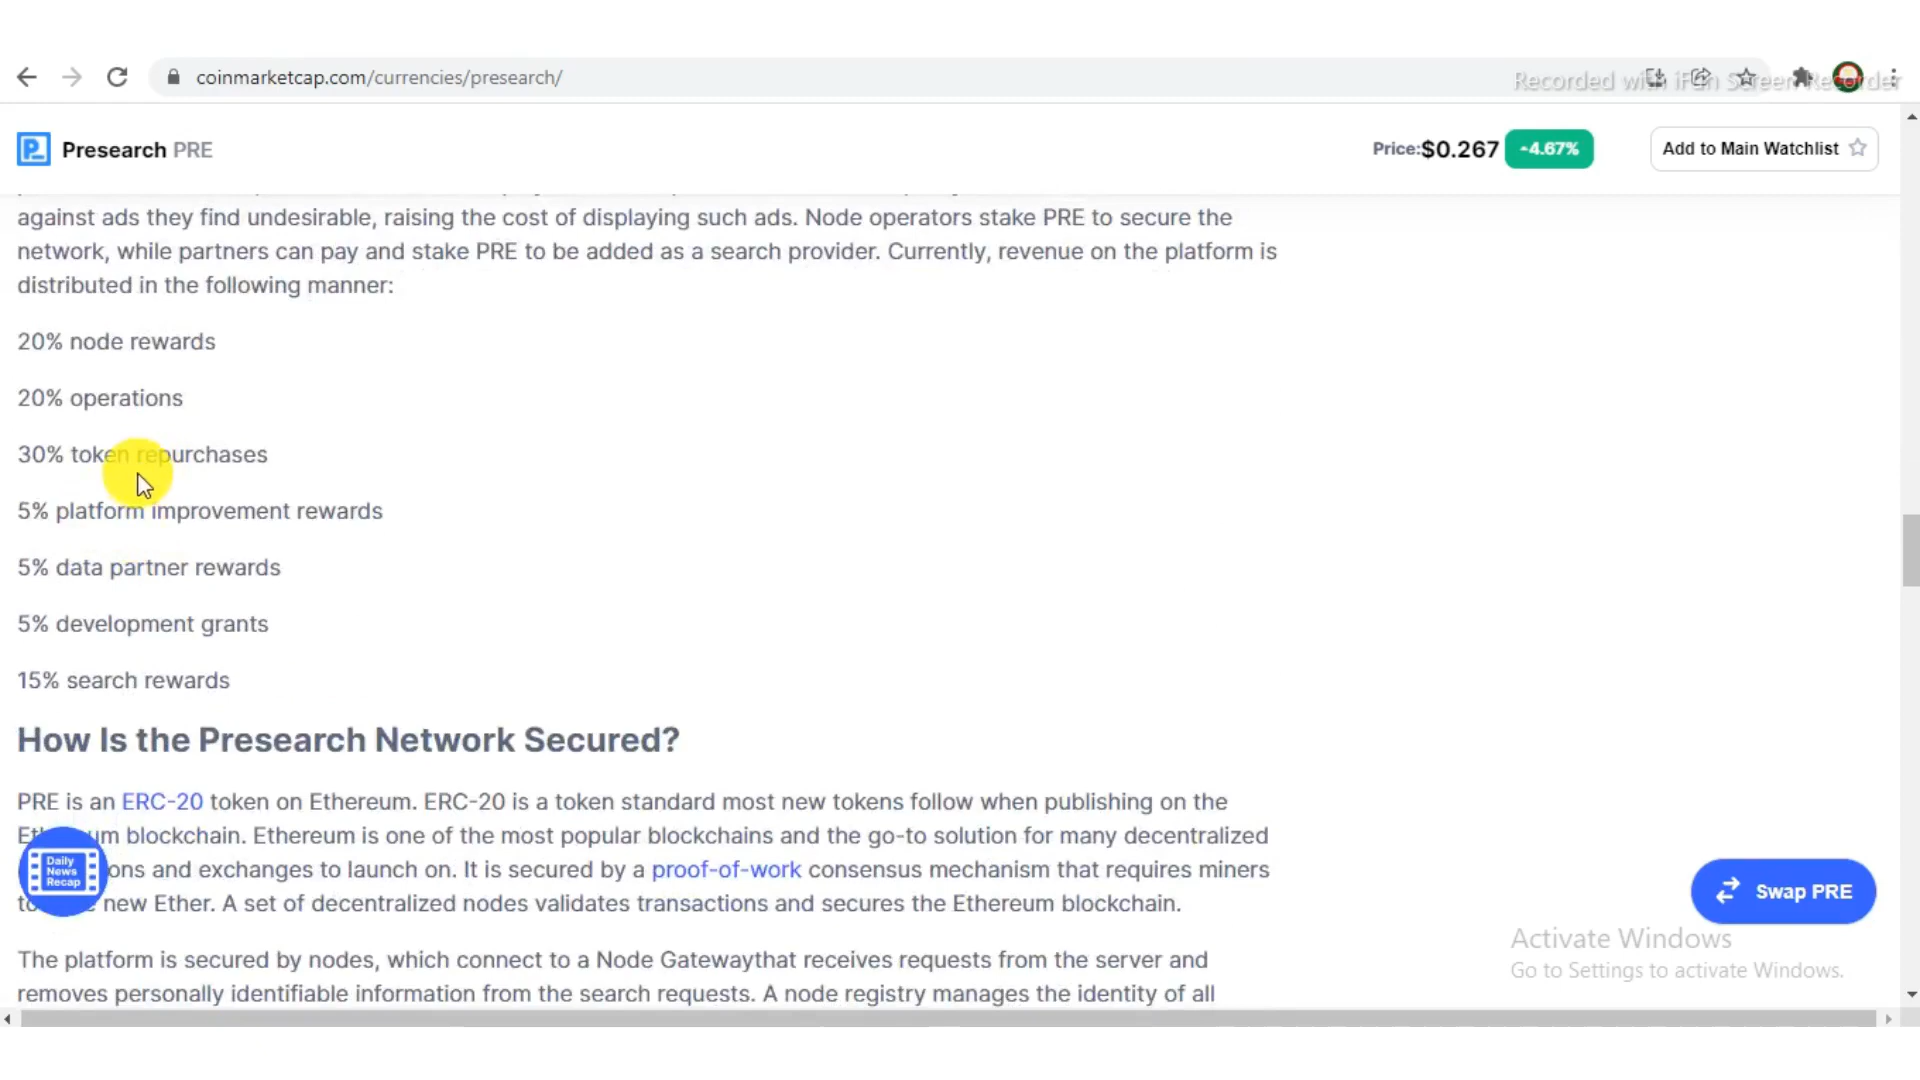 coinmarketcap.com/currencies/presearch/
Recorded with iFun Screen Recorder
Presearch PRE
Price:$0.267 4.67%
Add to Main Watchlist
against ads they find undesirable, raising the cost of displaying such ads. Node operators stake PRE to secure the
network, while partners can pay and stake PRE to be added as a search provider. Currently, revenue on the platform is
distributed in the following manner:
20% node rewards
20% operations
30% token repurchases
5% platform improvement rewards
5% data partner rewards
5% development grants
15% search rewards
How Is the Presearch Network Secured?
PRE is an ERC-20 token on Ethereum. ERC-20 is a token standard most new tokens follow when publishing on the
blockchain. Ethereum is one of the most popular blockchains and the go-to solution for many decentralized
and exchanges to launch on. It is secured by a proof-of-work consensus mechanism that requires miners
new Ether. A set of decentralized nodes validates transactions and secures the Ethereum blockchain.
Daily
News
Recap
Swap PRE
The platform is secured by nodes, which connect to a Node Gatewaythat receives requests from the server and
removes personally identifiable information from the search requests. A node registry manages the identity of all
Activate Windows
Go to Settings to activate Windows.